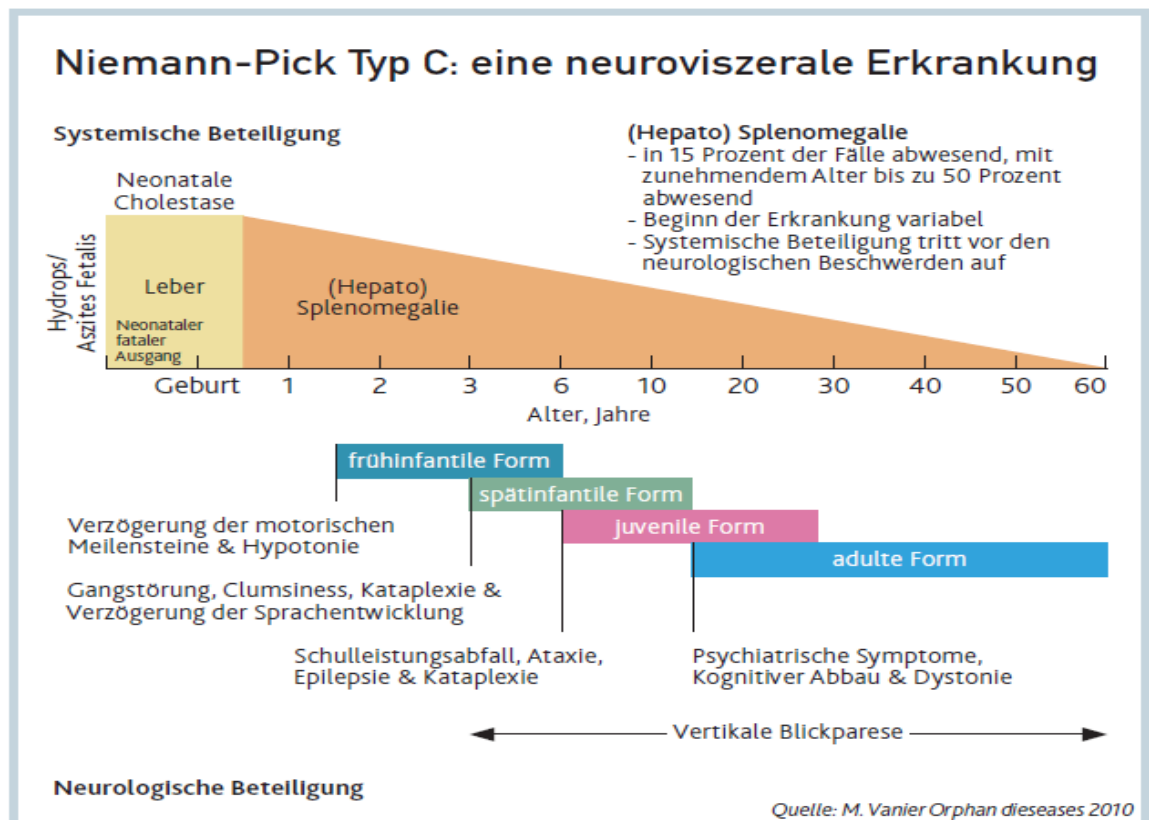 Niemann-Pick Typ C: eine neuroviszerale Erkrankung
Systemische Beteiligung
(Hepato) Splenomegalie
- in 15 Prozent der Fälle abwesend, mit
zunehmendem Alter bis zu 50 Prozent
abwesend
- Beginn der Erkrankung variabel
- Systemische Beteiligung tritt vor den
neurologischen Beschwerden auf
Neonatale
Cholestase
Hydrops/
Aszites Fetalis
Leber
Neonataler
fataler
Ausgang
(Hepato)
Splenomegalie
Geburt 1 2 3 6 10 20 30 40 50 60
Alter, Jahre
frühinfantile Form
spätinfantile Form
juvenile Form
adulte Form
Verzögerung der motorischen
Meilensteine & Hypotonie
Gangstörung, Clumsiness, Kataplexie &
Verzögerung der Sprachentwicklung
Schulleistungsabfall, Ataxie,
Epilepsie & Kataplexie
Psychiatrische Symptome,
Kognitiver Abbau & Dystonie
Vertikale Blickparese
Neurologische Beteiligung
Quelle: M. Vanier Orphan dieseases 2010